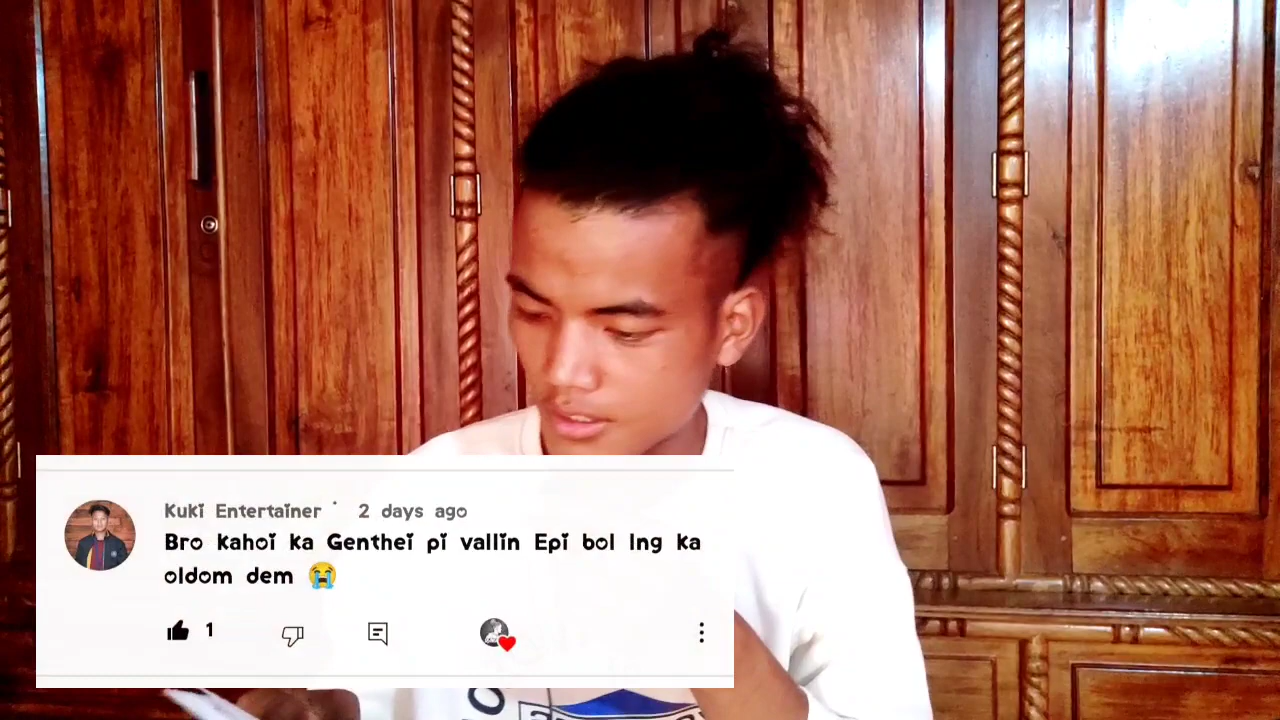 Kuki Entertainer · 2 days ago
Bro kahoi ka Genthei pi vallin Epi bol Ing ka
oldom dem 😭
1